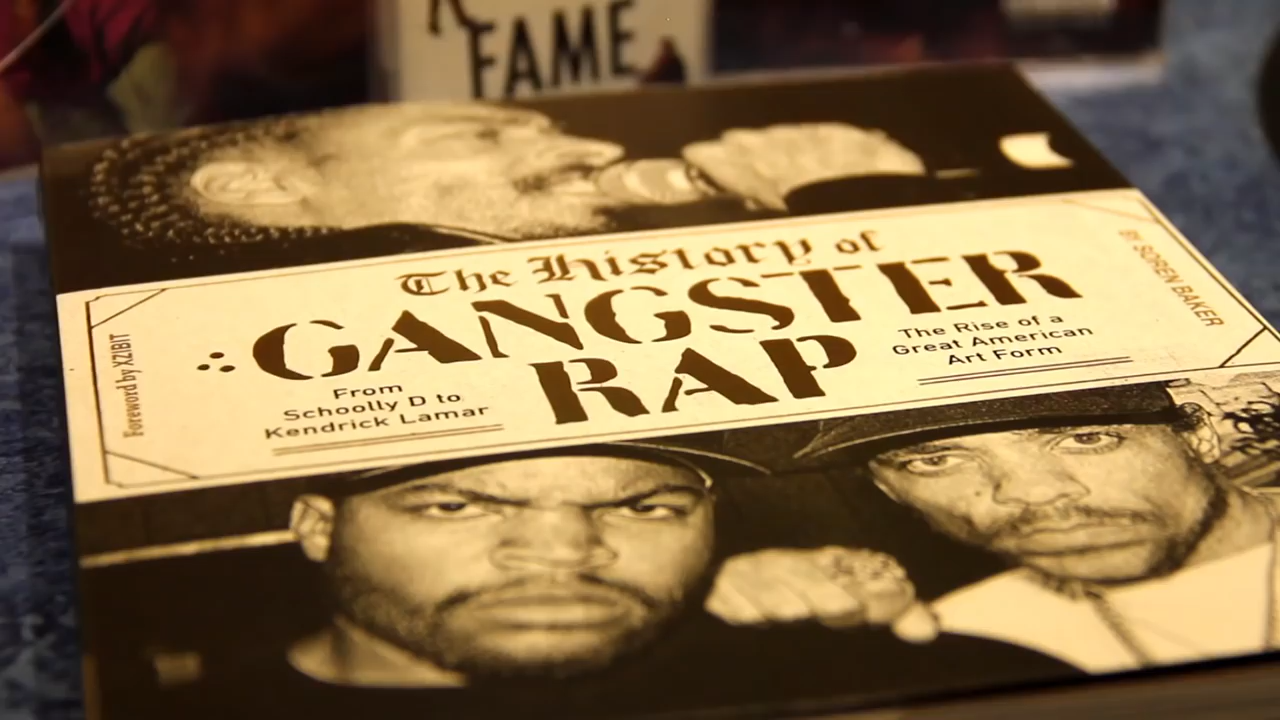 FAME
The History of
GANGSTER
RAP
From
Schoolly D to
Kendrick Lamar
The Rise of a
Great American
Art Form
Foreword by XZIBIT
BY SOREN BAKER